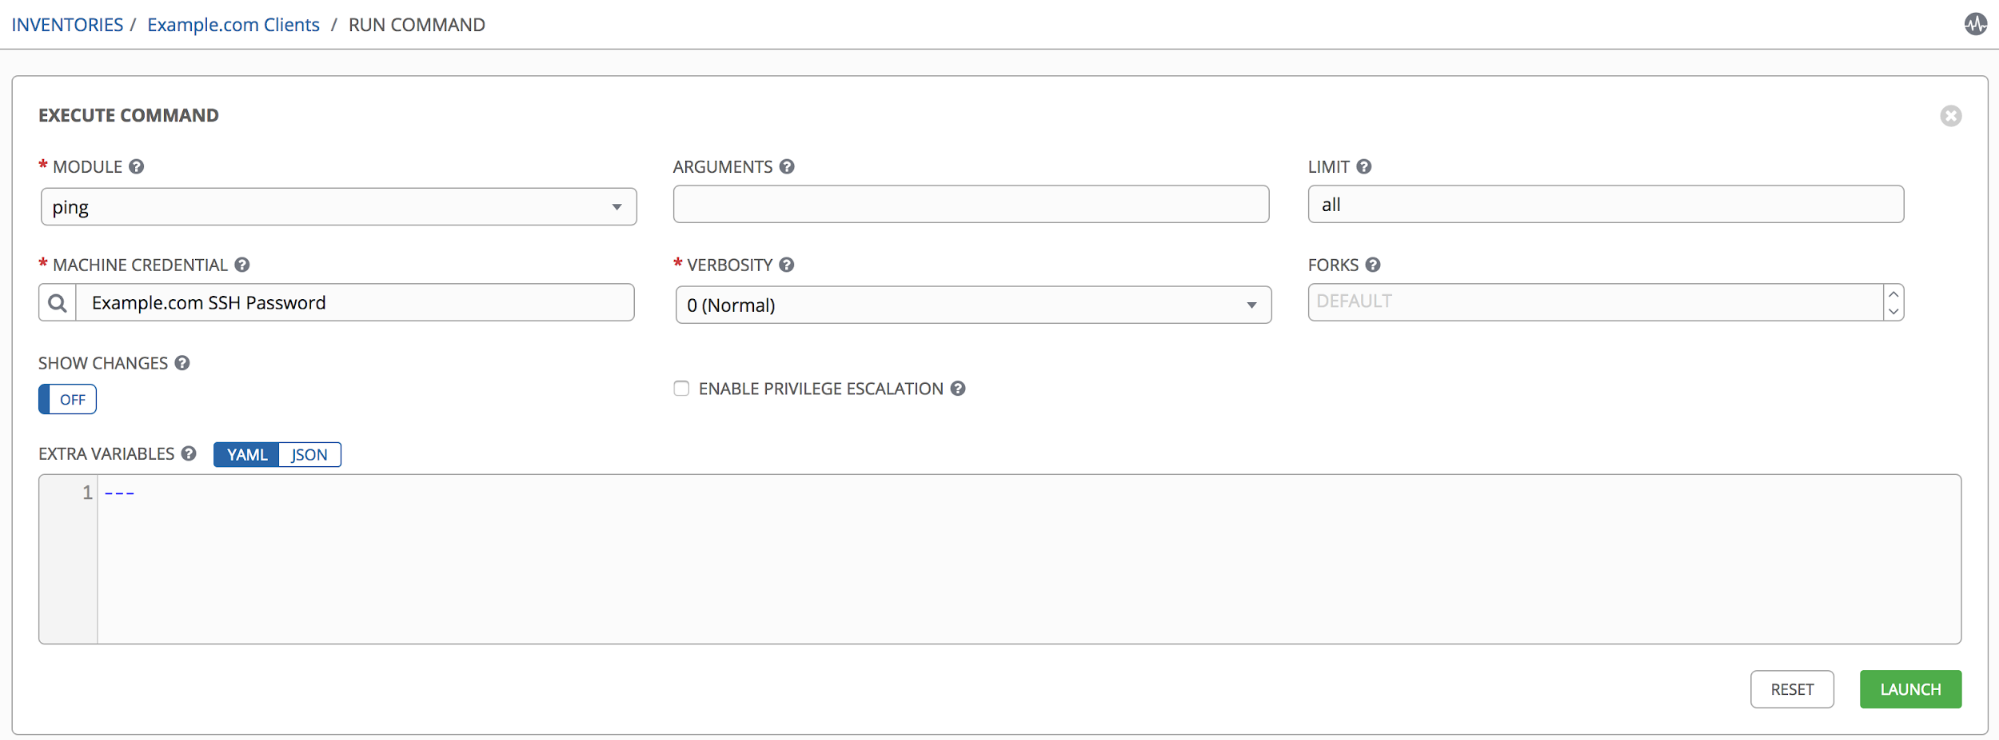 INVENTORIES / Example.com Clients / RUN COMMAND
EXECUTE COMMAND
* MODULE ? ARGUMENTS ? LIMIT ?
ping all
* MACHINE CREDENTIAL ? * VERBOSITY ? FORKS ?
Example.com SSH Password 0 (Normal) DEFAULT
SHOW CHANGES ?
OFF ENABLE PRIVILEGE ESCALATION ?
EXTRA VARIABLES ? YAML JSON
1 ---
RESET LAUNCH